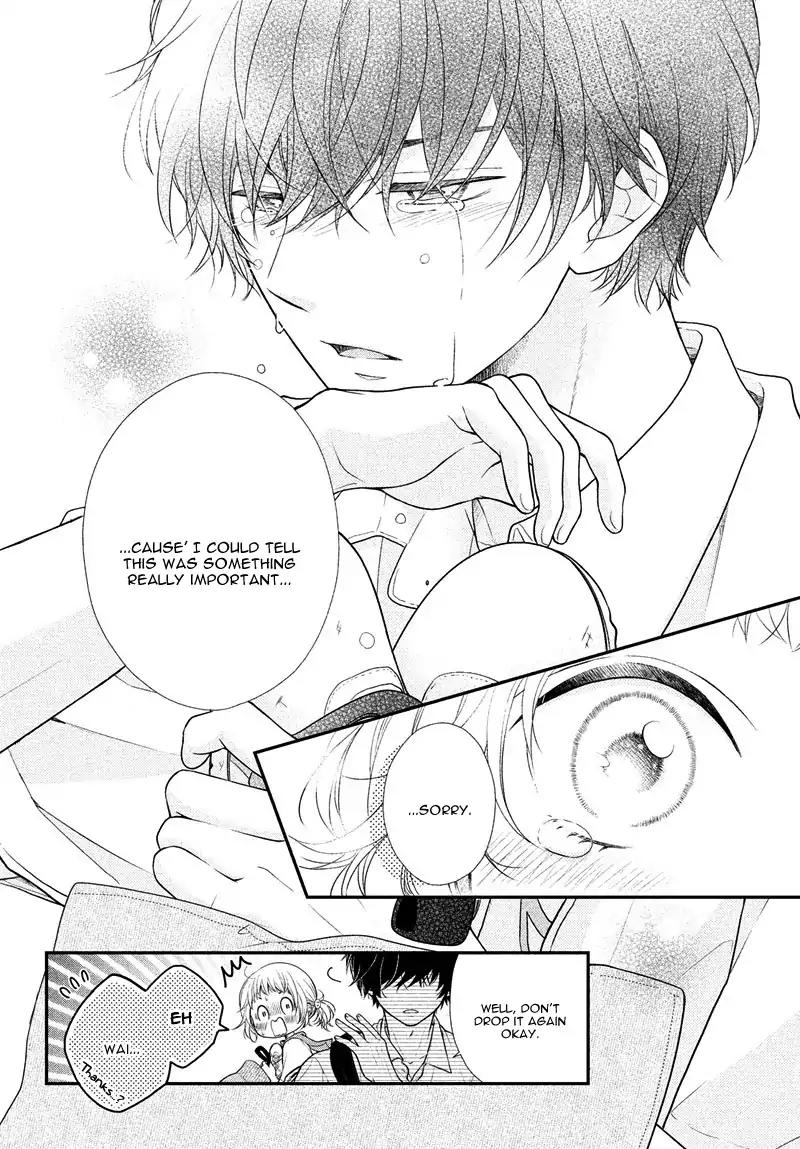 ...CAUSE' I COULD TELL
THIS WAS SOMETHING
REALLY IMPORTANT...
...SORRY.
WELL, DON'T
DROP IT AGAIN
OKAY.
EH
WAI...
Thanks..?